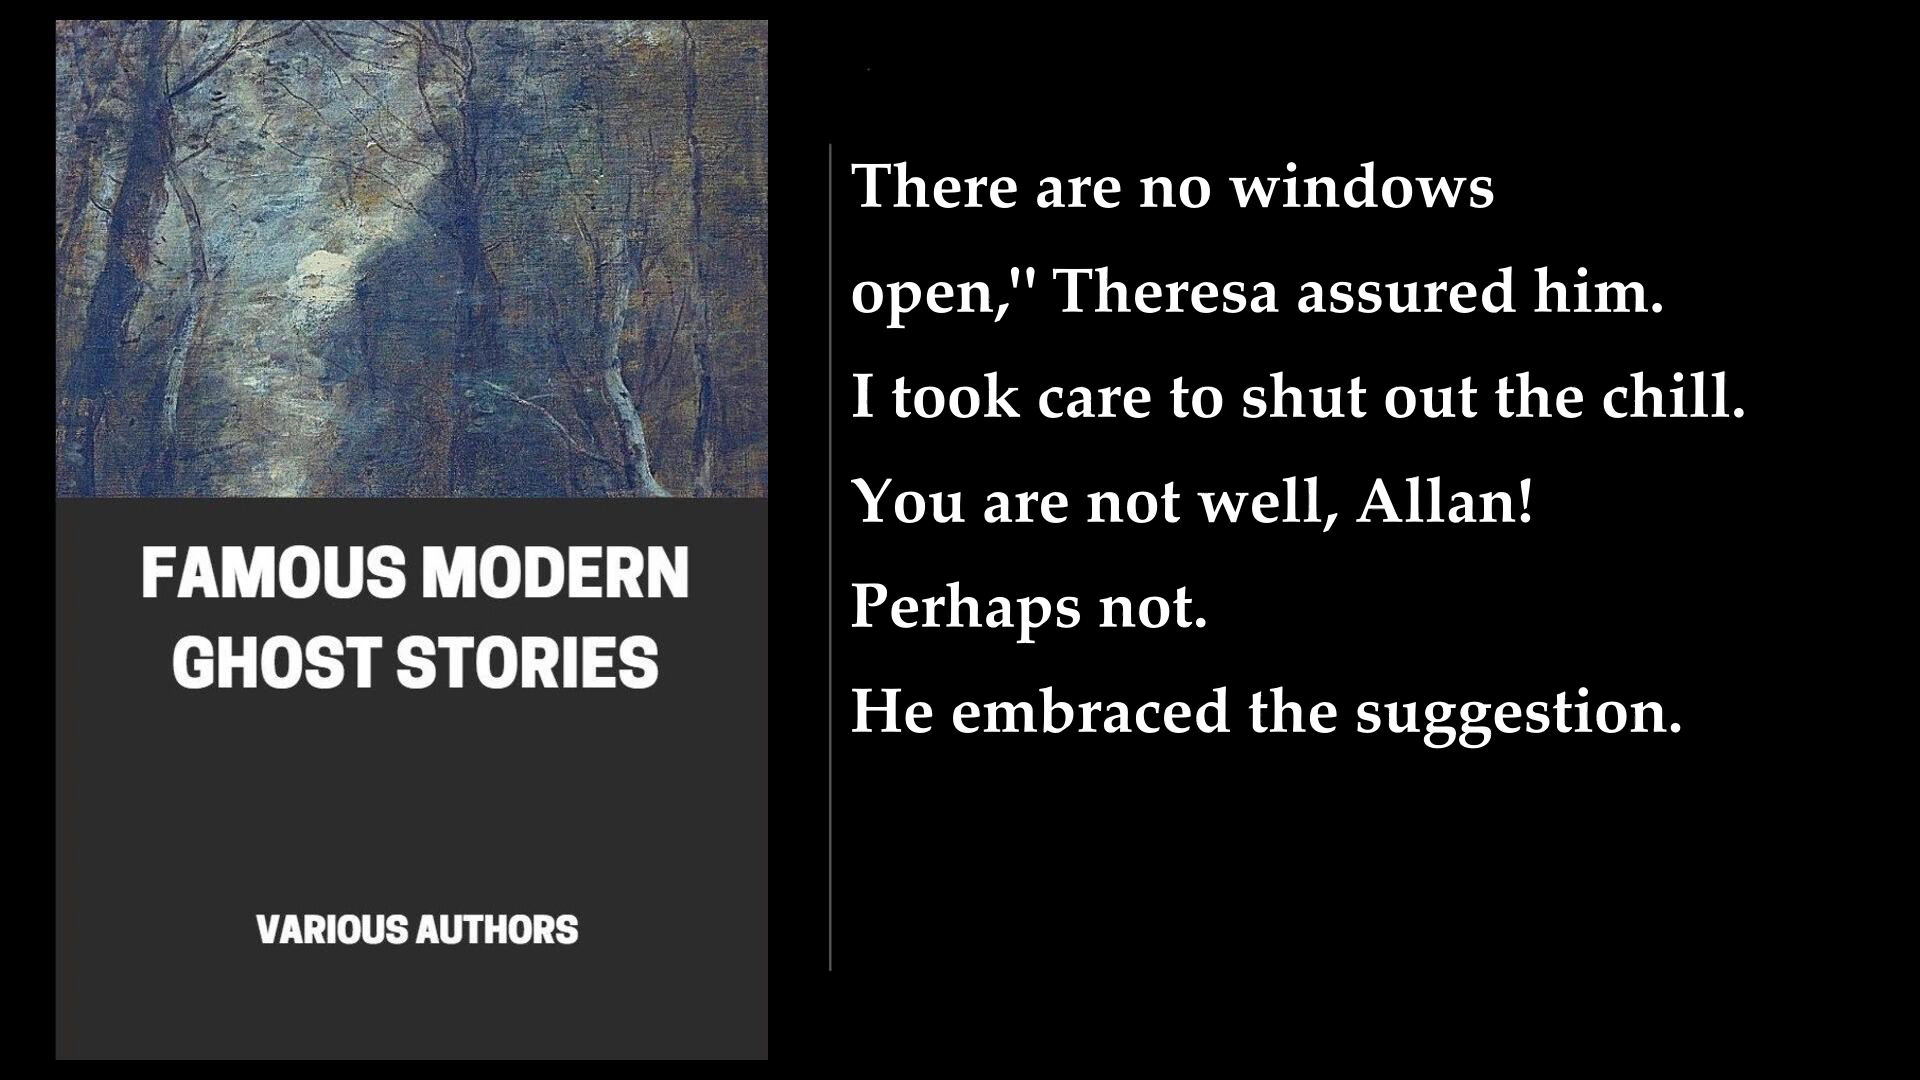 FAMOUS MODERN
GHOST STORIES
VARIOUS AUTHORS
There are no windows
open," Theresa assured him.
I took care to shut out the chill.
You are not well, Allan!
Perhaps not.
He embraced the suggestion.